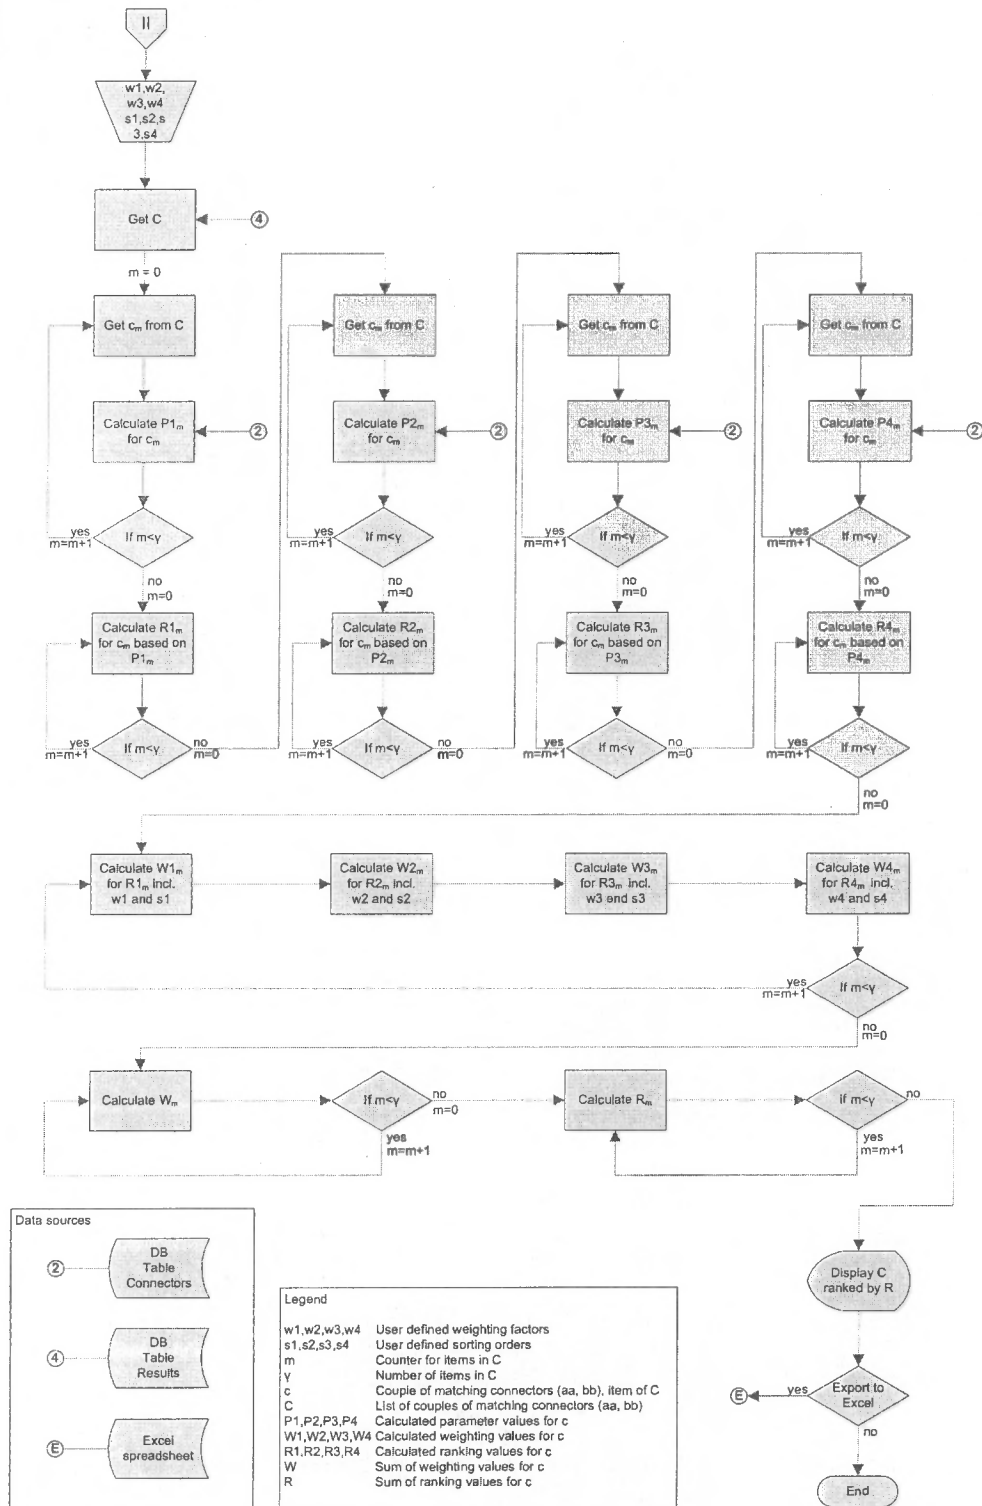 II
w1,w2,
w3,w4
s1,s2,s
3,s4
Get C
4
m = 0
Get cm from C
Get cm from C
Get cm from C
Get cm from C
Calculate P1m
for cm
2
Calculate P2m
for cm
2
Calculate P3m
for cm
2
Calculate P4m
for cm
2
If m<γ
yes
m=m+1
If m<γ
yes
m=m+1
If m<γ
yes
m=m+1
If m<γ
yes
m=m+1
no
m=0
no
m=0
no
m=0
no
m=0
Calculate R1m
for cm based on
P1m
Calculate R2m
for cm based on
P2m
Calculate R3m
for cm based on
P3m
Calculate R4m
for cm based on
P4m
yes
m=m+1
If m<γ
no
m=0
yes
m=m+1
If m<γ
no
m=0
yes
m=m+1
If m<γ
no
m=0
yes
m=m+1
If m<γ
no
m=0
Calculate W1m
for R1m incl.
w1 and s1
Calculate W2m
for R2m incl.
w2 and s2
Calculate W3m
for R3m incl.
w3 end s3
Calculate W4m
for R4m incl.
w4 and s4
yes
m=m+1
If m<γ
no
m=0
Calculate Wm
If m<γ
no
m=0
yes
m=m+1
Calculate Rm
if m<γ
no
yes
m=m+1
Data sources
2
DB
Table
Connectors
4
DB
Table
Results
E
Excel
spreadsheet
Legend
w1,w2,w3,w4 User defined weighting factors
s1,s2,s3,s4 User defined sorting orders
m Counter for items in C
γ Number of items in C
c Couple of matching connectors (aa, bb), item of C
C List of couples of matching connectors (aa, bb)
P1,P2,P3,P4 Calculated parameter values for c
W1,W2,W3,W4 Calculated weighting values for c
R1,R2,R3,R4 Calculated ranking values for c
W Sum of weighting values for c
R Sum of ranking values for c
Display C
ranked by R
E
yes
Export to
Excel
no
End